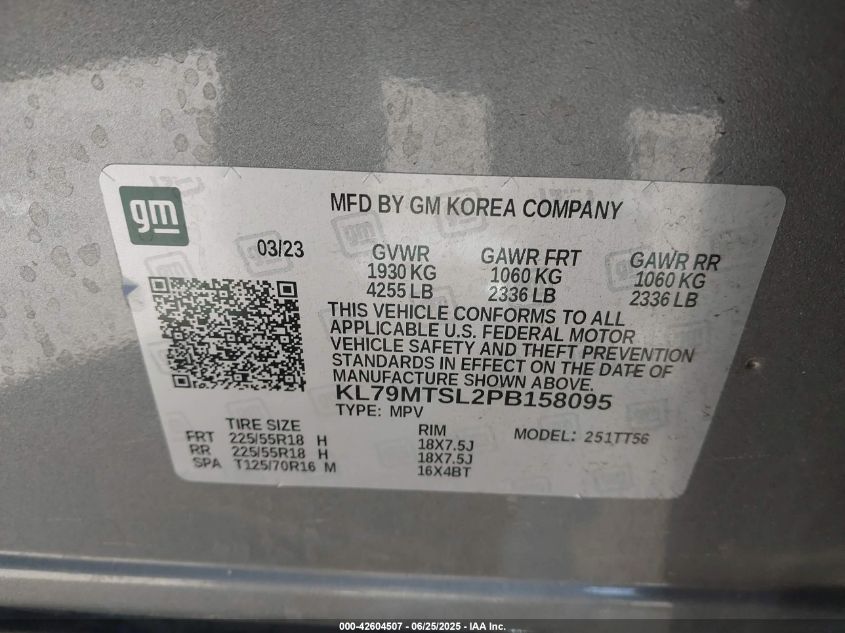 gm
MFD BY GM KOREA COMPANY
03/23
GVWR GAWR FRT GAWR RR
1930 KG 1060 KG 1060 KG
4255 LB 2336 LB 2336 LB
THIS VEHICLE CONFORMS TO ALL
APPLICABLE U.S. FEDERAL MOTOR
VEHICLE SAFETY AND THEFT PREVENTION
STANDARDS IN EFFECT ON THE DATE OF
MANUFACTURE SHOWN ABOVE.
KL79MTSL2PB158095
TYPE: MPV
TIRE SIZE RIM MODEL: 251TT56
FRT 225/55R18 H 18X7.5J
RR 225/55R18 H 18X7.5J
SPA T125/70R16 M 16X4BT
000-42604507 / 06/25/2025 - IAA Inc.